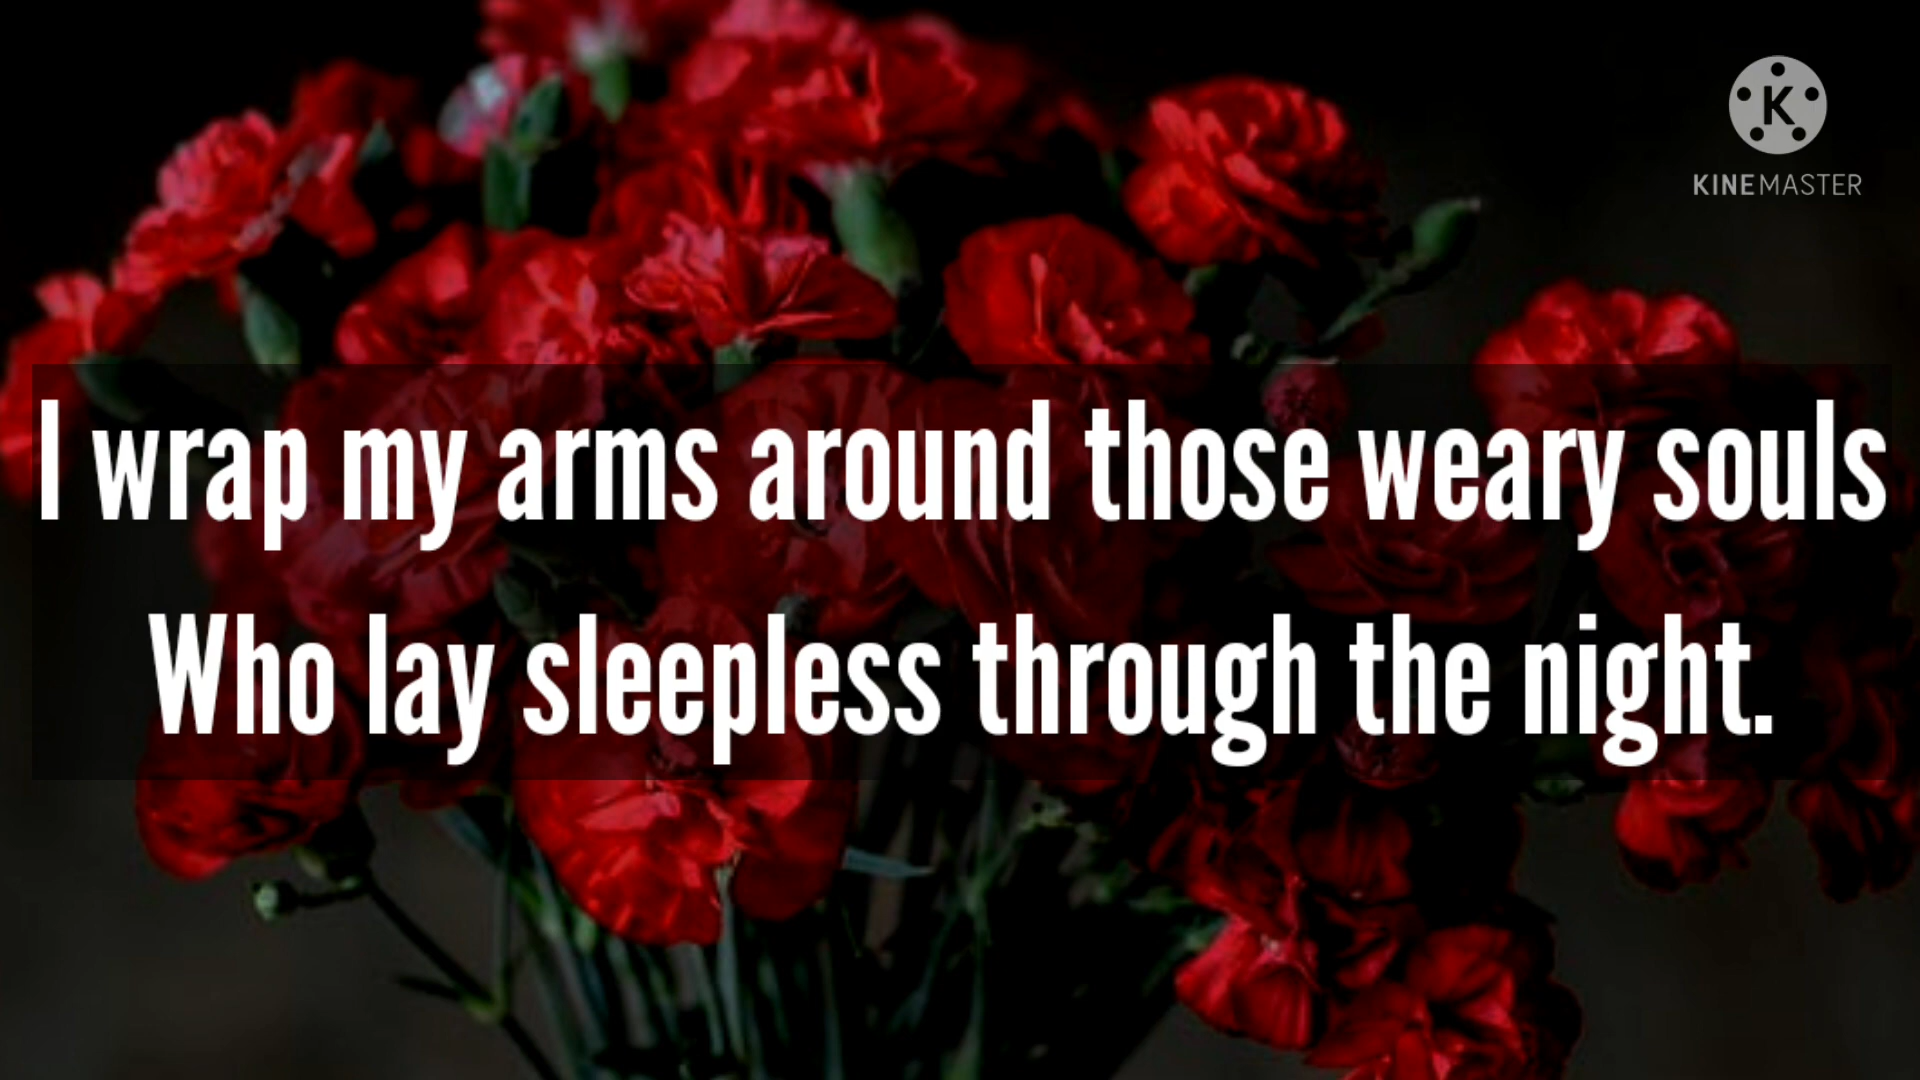 K
KINEMASTER
I wrap my arms around those weary souls
Who lay sleepless through the night.